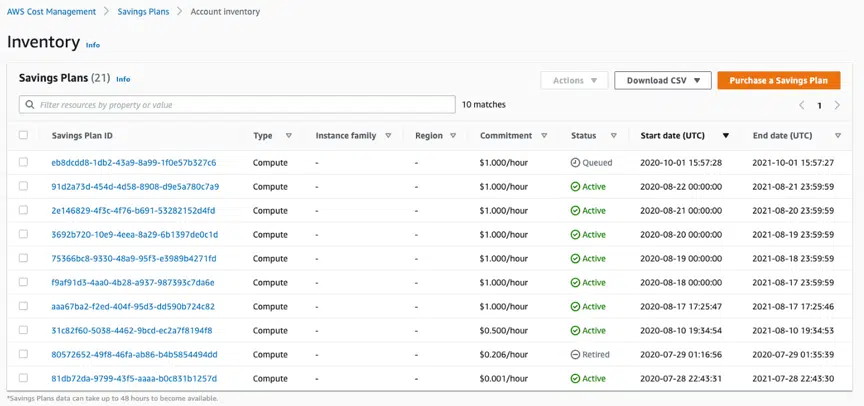 AWS Cost Management > Savings Plans > Account inventory
Inventory Info
Savings Plans (21) Info
Actions Download CSV Purchase a Savings Plan
Filter resources by property or value 10 matches 1
Savings Plan ID Type Instance family Region Commitment Status Start date (UTC) End date (UTC)
eb8dcdd8-1db2-43a9-8a99-1f0e57b327c6 Compute - - $1.000/hour Queued 2020-10-01 15:57:28 2021-10-01 15:57:27
91d2a73d-454d-4d58-8908-d9e5a780c7a9 Compute - - $1.000/hour Active 2020-08-22 00:00:00 2021-08-21 23:59:59
2e146829-4f3c-4f76-b691-53282152d4fd Compute - - $1.000/hour Active 2020-08-21 00:00:00 2021-08-20 23:59:59
3692b720-10e9-4eea-8a29-6b1397de0c1d Compute - - $1.000/hour Active 2020-08-20 00:00:00 2021-08-19 23:59:59
75366bc8-9330-48a9-95f3-e3989b4271fd Compute - - $1.000/hour Active 2020-08-19 00:00:00 2021-08-18 23:59:59
f9af91d3-4aa0-4b28-a937-987393c7da6e Compute - - $1.000/hour Active 2020-08-18 00:00:00 2021-08-17 23:59:59
aaa67ba2-f2ed-404f-95d3-dd590b724c82 Compute - - $1.000/hour Active 2020-08-17 17:25:47 2021-08-17 17:25:46
31c82f60-5038-4462-9bcd-ec2a7f8194f8 Compute - - $0.500/hour Active 2020-08-10 19:34:54 2021-08-10 19:34:53
80572652-49f8-46fa-ab86-b4b5854494dd Compute - - $0.206/hour Retired 2020-07-29 01:16:56 2020-07-29 01:35:39
81db72da-9799-43f5-aaaa-b0c831b1257d Compute - - $0.001/hour Active 2020-07-28 22:43:31 2021-07-28 22:43:30
*Savings Plans data can take up to 48 hours to become available.